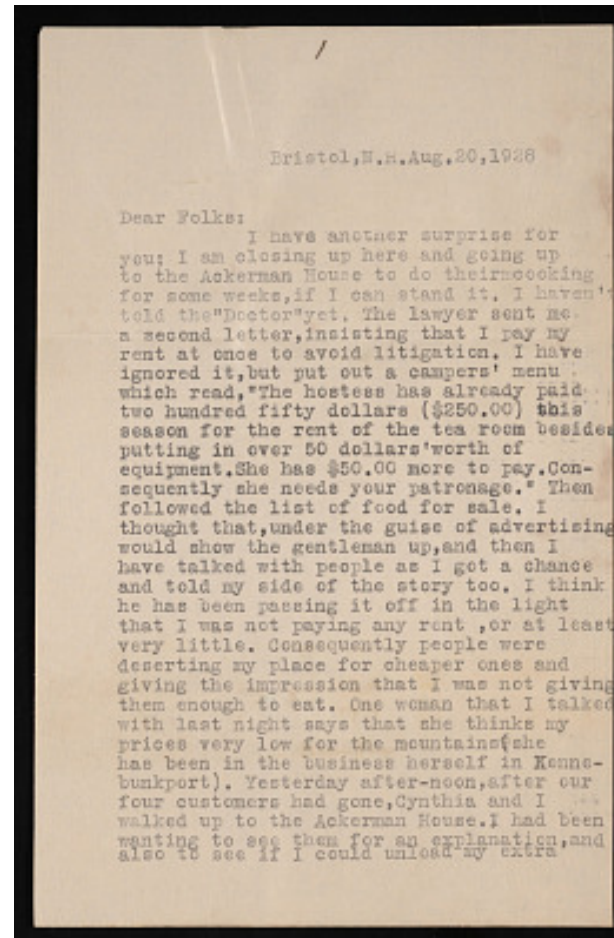 /
Bristol,N.H.Aug.20,1928
Dear Folks:
I have another surprise for
you; I am closing up here and going up
to the Ackerman House to do theirmcooking
for some weeks,if I can stand it. I haven't
told the"Doctor"yet. The lawyer sent me
a second letter,insisting that I pay my
rent at once to avoid litigation. I have
ignored it,but put out a campers' menu
which read,"The hostess has already paid
two hundred fifty dollars ($250.00) this
season for the rent of the tea room besides
putting in over 50 dollars'worth of
equipment.She has $50.00 more to pay.Con-
sequently she needs your patronage." Then
followed the list of food for sale. I
thought that,under the guise of advertising
would show the gentleman up,and then I
have talked with people as I got a chance
and told my side of the story too. I think
he has been passing it off in the light
that I was not paying any rent ,or at least
very little. Consequently people were
deserting my place for cheaper ones and
giving the impression that I was not giving
them enough to eat. One woman that I talked
with last night says that she thinks my
prices very low for the mountains(she
has been in the business herself in Kenne-
bunkport). Yesterday after-noon,after our
four customers had gone,Cynthia and I
walked up to the Ackerman House.I had been
wanting to see them for an explanation,and
also to see if I could unload my extra